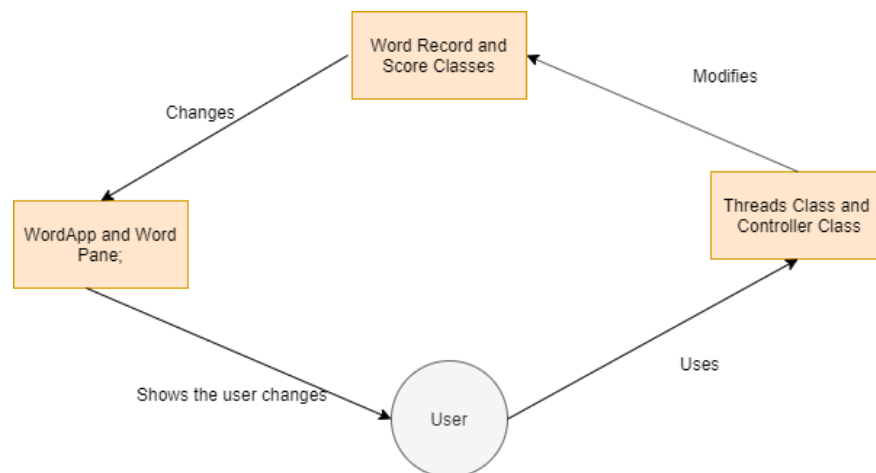 Word Record and
Score Classes
Modifies
Changes
Threads Class and
Controller Class
WordApp and Word
Pane;
Uses
Shows the user changes
User